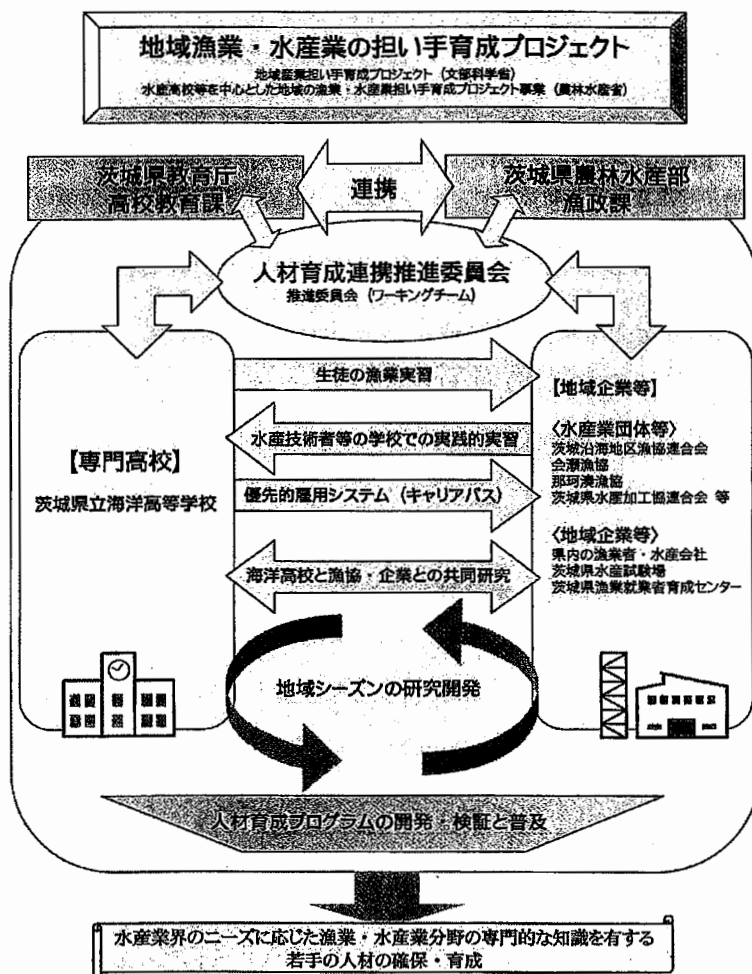 地域漁業・水産業の担い手育成プロジェクト
地域産業担い手育成プロジェクト（文部科学省）
水産高校等を中心とした地域の漁業・水産業担い手育成プロジェクト事業（農林水産省）
茨城県教育庁
高校教育課
連携
茨城県農林水産部
漁政課
人材育成連携推進委員会
推進委員会（ワーキングチーム）
生徒の漁業実習
水産技術者等の学校での実践的実習
優先的雇用システム（キャリアパス）
海洋高校と漁協・企業との共同研究
【専門高校】
茨城県立海洋高等学校
【地域企業等】
〈水産業団体等〉
茨城沿海地区漁協連合会
会瀬漁協
那珂湊漁協
茨城県水産加工協連合会 等
〈地域企業等〉
県内の漁業者・水産会社
茨城県水産試験場
茨城県漁業就業者育成センター
地域シーズンの研究開発
人材育成プログラムの開発・検証と普及
水産業界のニーズに応じた漁業・水産業分野の専門的な知識を有する
若手の人材の確保・育成